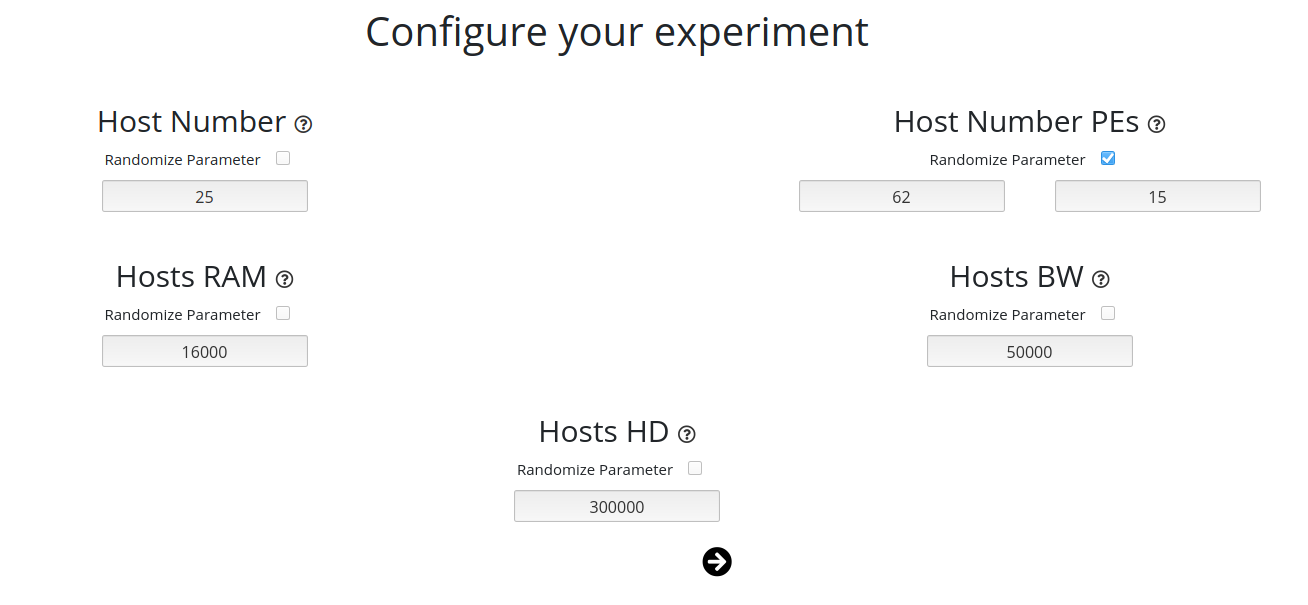 Configure your experiment
Host Number
Host Number PEs
Randomize Parameter
Randomize Parameter
25
62
15
Hosts RAM
Hosts BW
Randomize Parameter
Randomize Parameter
16000
50000
Hosts HD
Randomize Parameter
300000